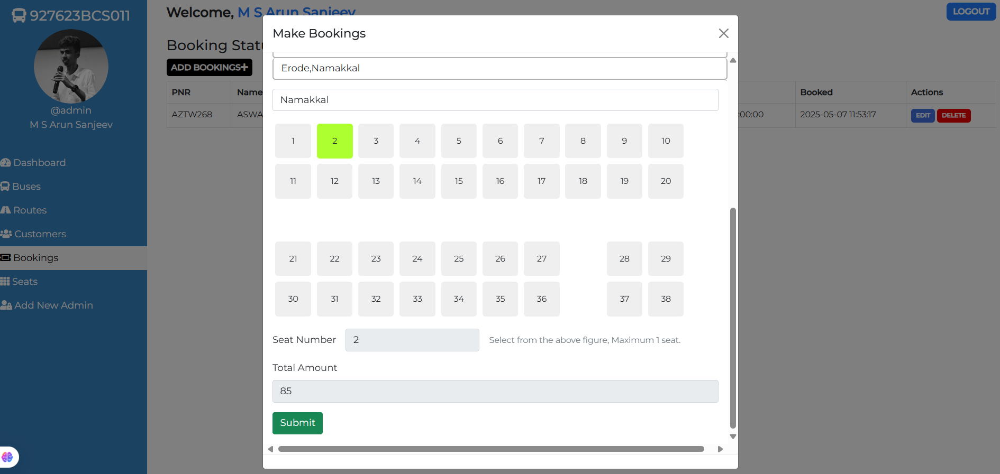 927623BCS011
@admin
M S Arun Sanjeev
Dashboard
Buses
Routes
Customers
Bookings
Seats
Add New Admin
Welcome, M S Arun Sanjeev
LOGOUT
Booking Statu
ADD BOOKINGS+
PNR Name Booked Actions
AZTW268 ASWA :00:00 2025-05-07 11:53:17 EDIT DELETE
Make Bookings
Erode,Namakkal
Namakkal
1 2 3 4 5 6 7 8 9 10
11 12 13 14 15 16 17 18 19 20
21 22 23 24 25 26 27 28 29
30 31 32 33 34 35 36 37 38
Seat Number 2 Select from the above figure, Maximum 1 seat.
Total Amount
85
Submit